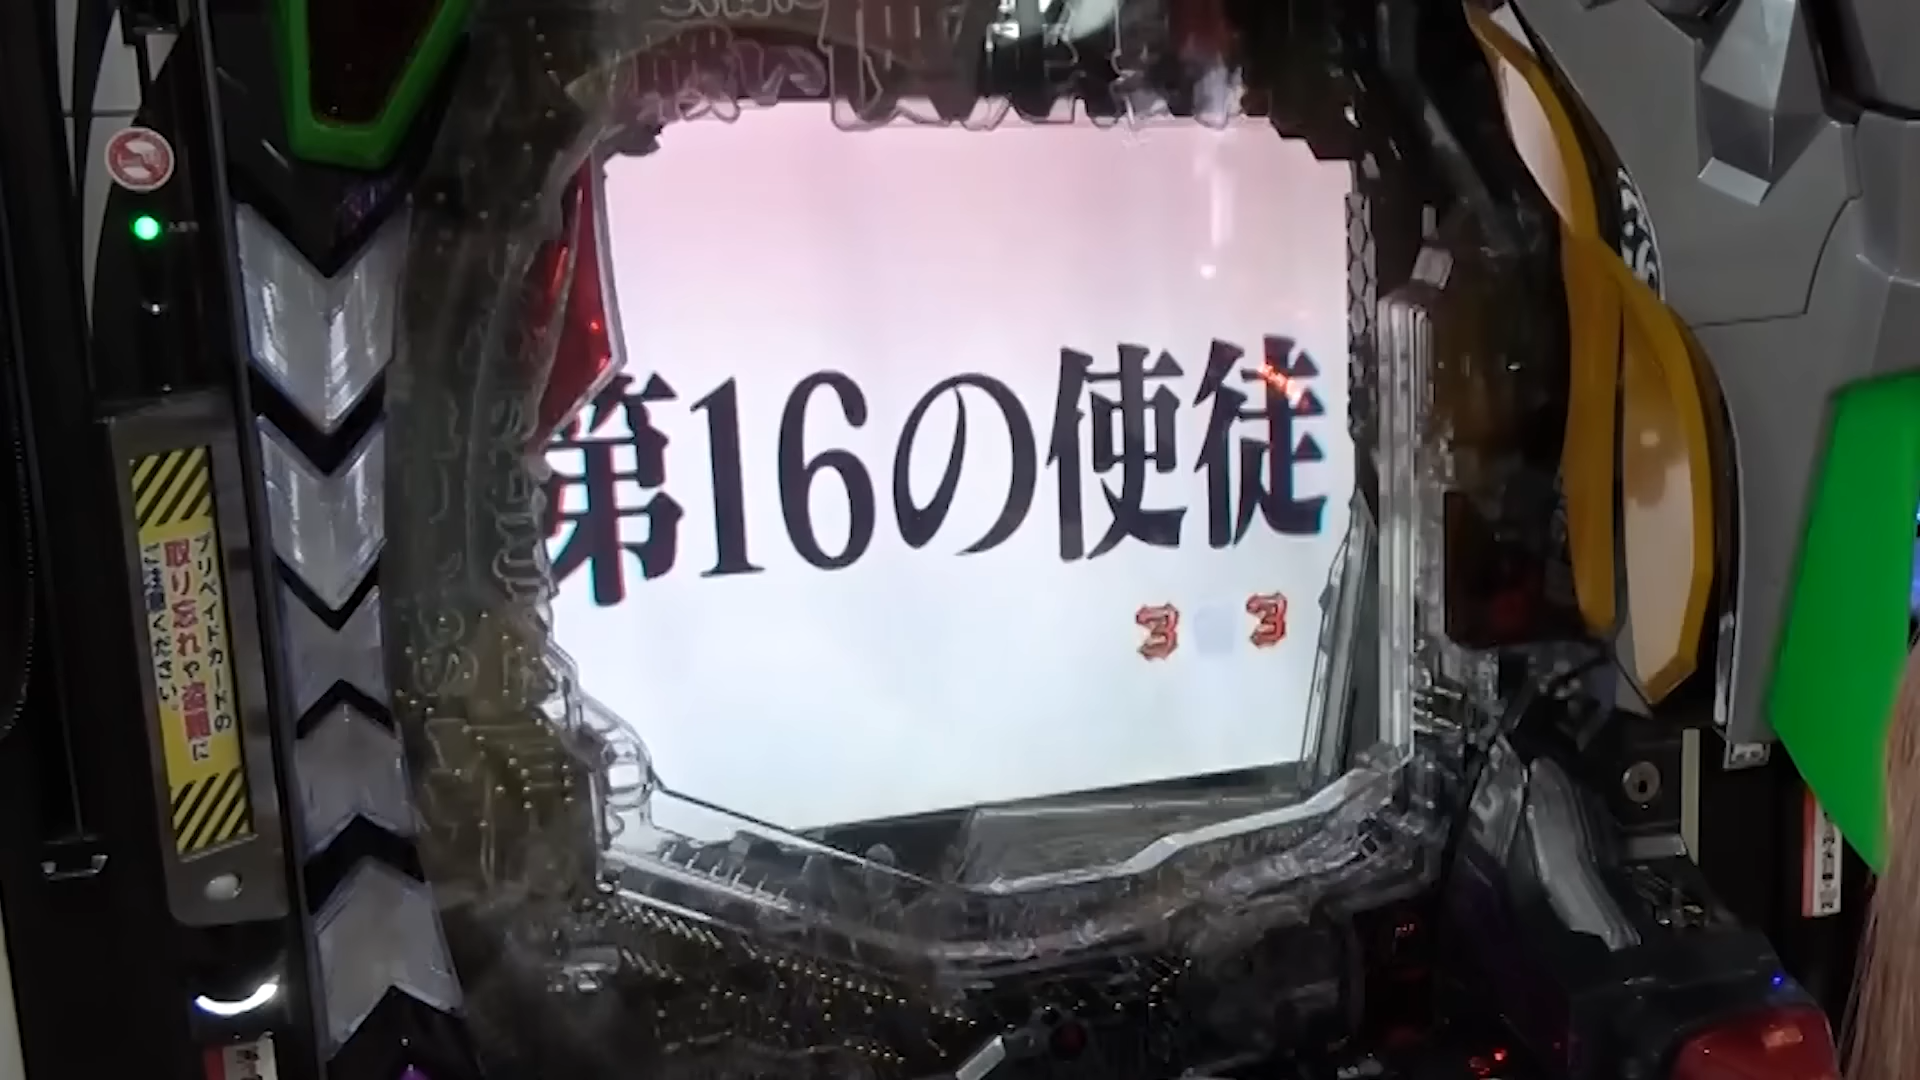 第16の使徒
3 3
プリペイドカードの
取り忘れや盗難に
ご注意ください。